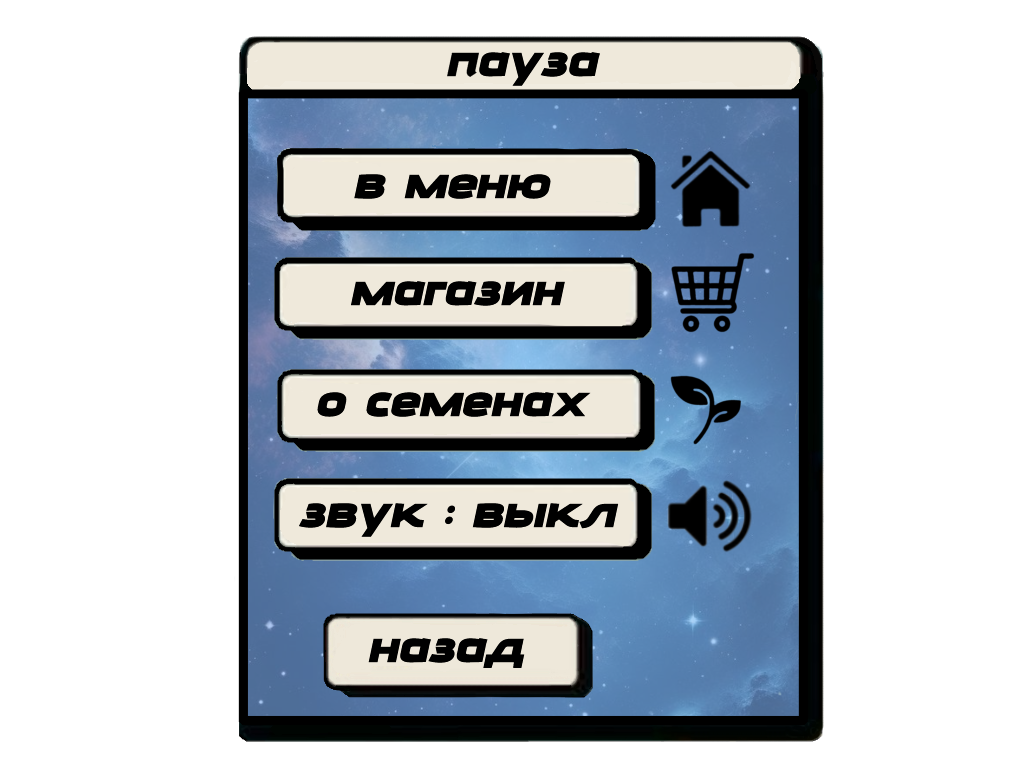 пауза
в меню
магазин
о семенах
звук : выкл
назад